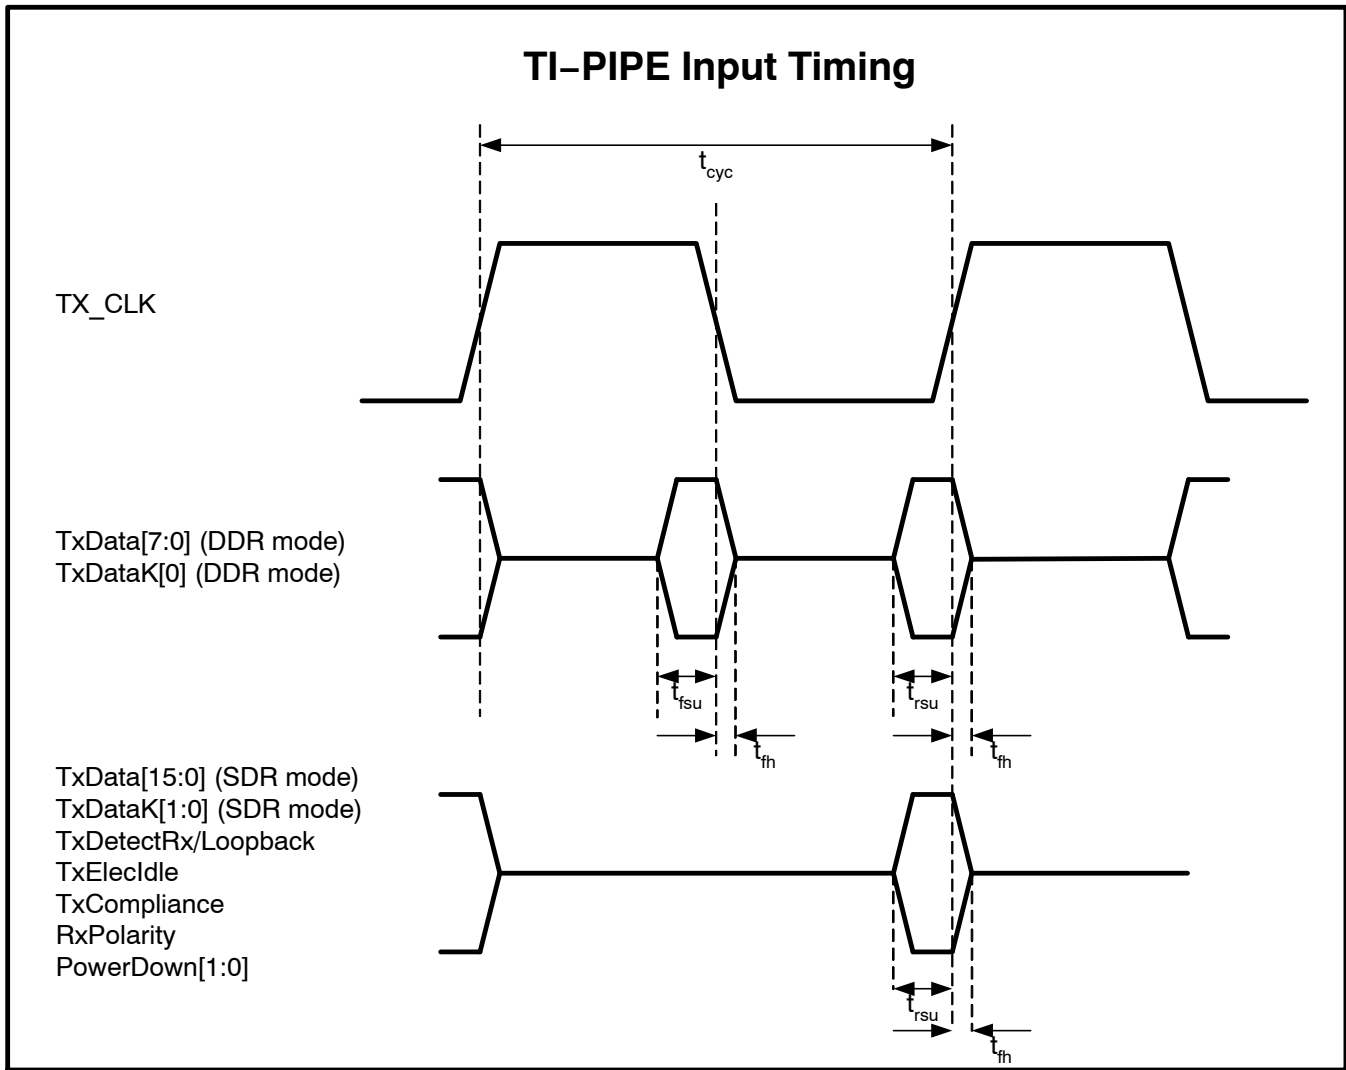 TI−PIPE Input Timing
tcyc
TX_CLK
TxData[7:0] (DDR mode)
TxDataK[0] (DDR mode)
tfsu
trsu
tfh
tfh
TxData[15:0] (SDR mode)
TxDataK[1:0] (SDR mode)
TxDetectRx/Loopback
TxElecIdle
TxCompliance
RxPolarity
PowerDown[1:0]
trsu
tfh